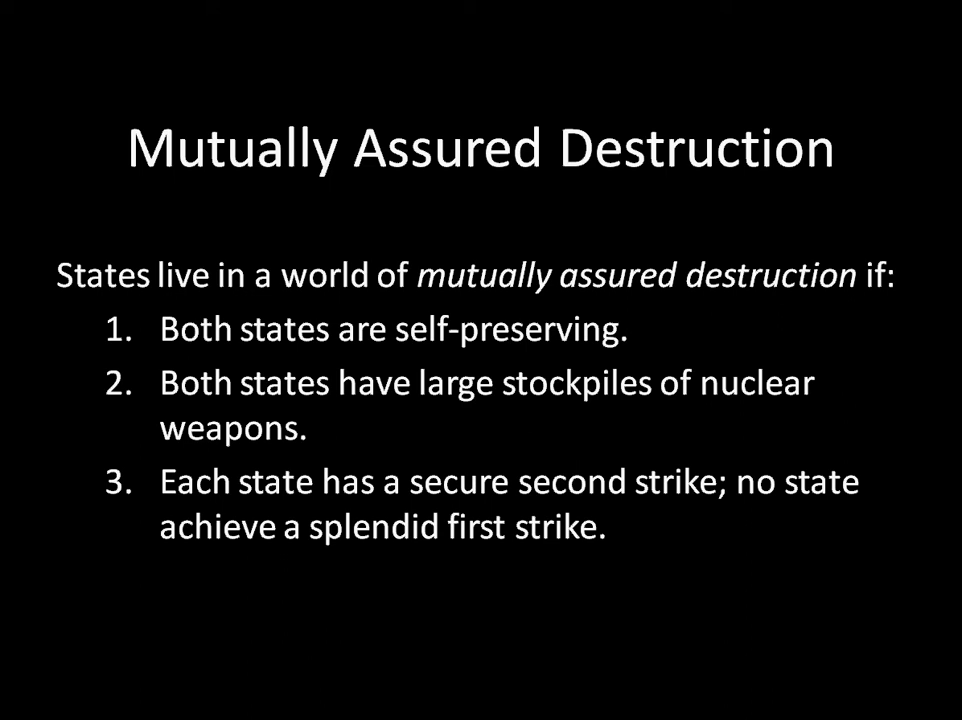 Mutually Assured Destruction
States live in a world of mutually assured destruction if:
1. Both states are self-preserving.
2. Both states have large stockpiles of nuclear
weapons.
3. Each state has a secure second strike; no state
achieve a splendid first strike.